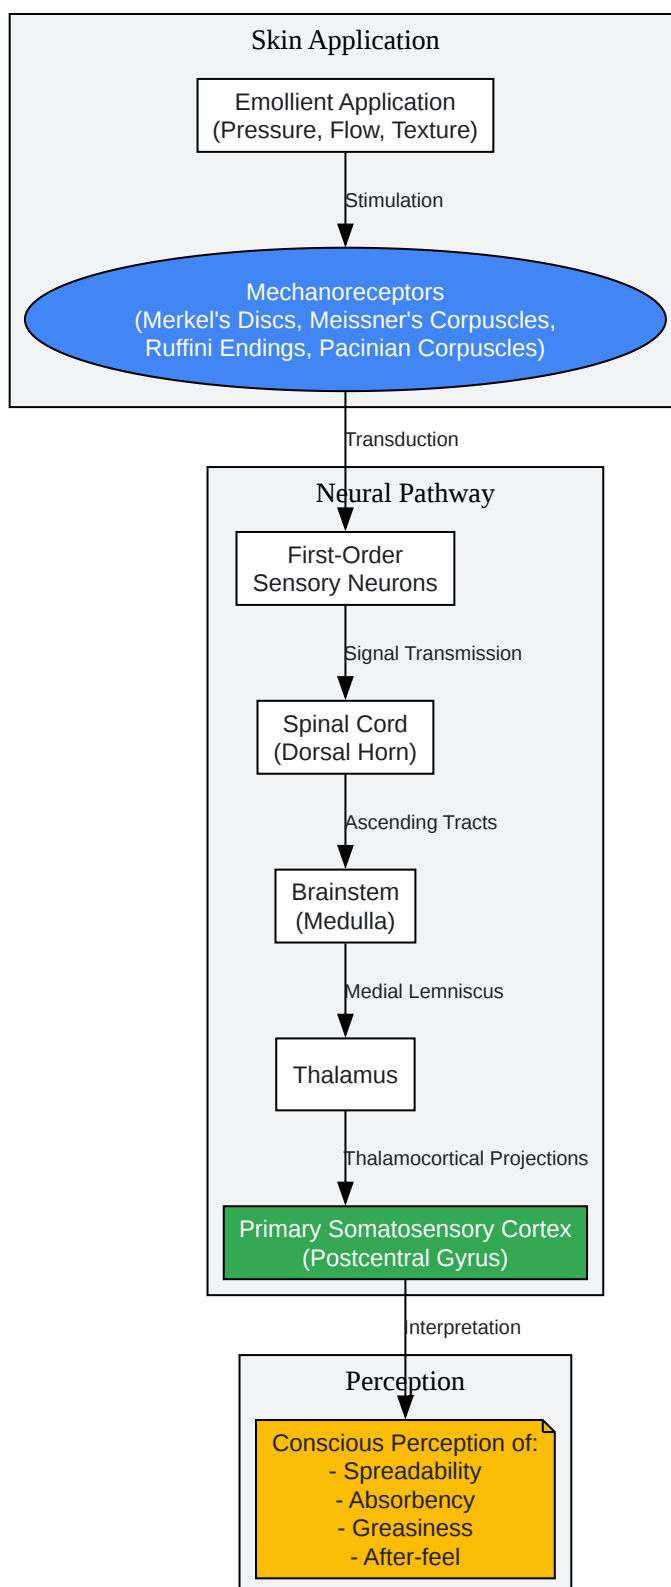 Skin Application
Emollient Application
(Pressure, Flow, Texture)
Stimulation
Mechanoreceptors
(Merkel's Discs, Meissner's Corpuscles,
Ruffini Endings, Pacinian Corpuscles)
Transduction
Neural Pathway
First-Order
Sensory Neurons
Signal Transmission
Spinal Cord
(Dorsal Horn)
Ascending Tracts
Brainstem
(Medulla)
Medial Lemniscus
Thalamus
Thalamocortical Projections
Primary Somatosensory Cortex
(Postcentral Gyrus)
Interpretation
Perception
Conscious Perception of:
- Spreadability
- Absorbency
- Greasiness
- After-feel